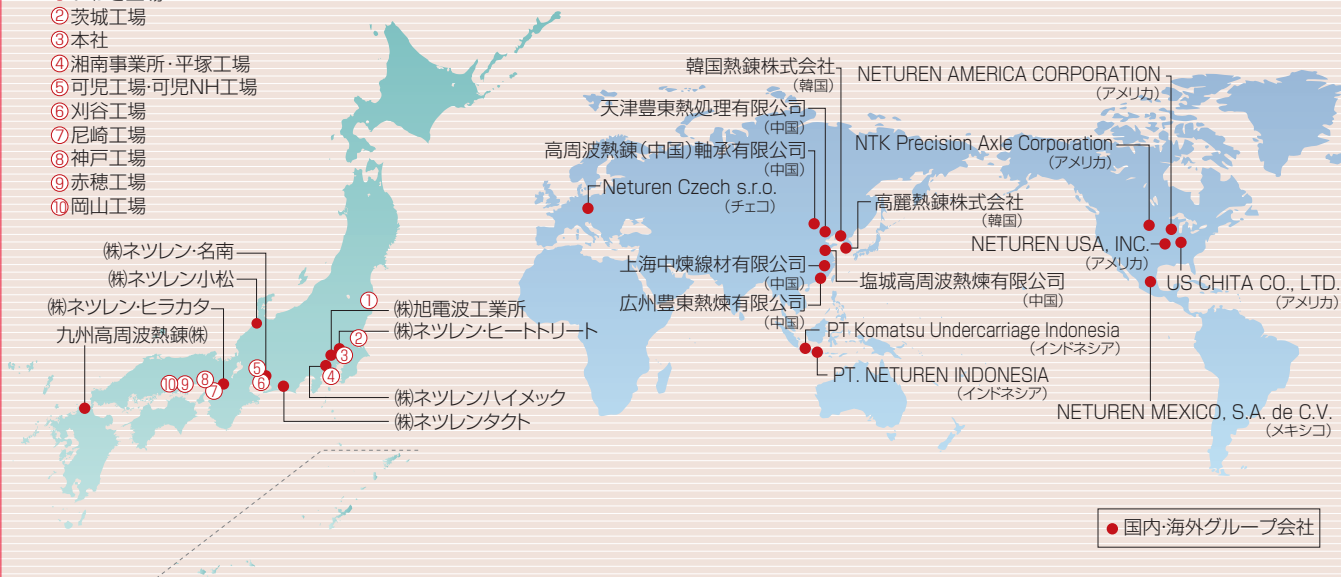 ②茨城工場
③本社
④湘南事業所・平塚工場
⑤可児工場・可児NH工場
⑥刈谷工場
⑦尼崎工場
⑧神戸工場
⑨赤穂工場
⑩岡山工場
㈱ネツレン・名南
㈱ネツレン小松
㈱ネツレン・ヒラカタ
九州高周波熱錬㈱
①
㈱旭電波工業所
㈱ネツレン・ヒートトリート
②
③
④
⑤
⑥
⑩⑨⑧
⑦
㈱ネツレンハイメック
㈱ネツレンタクト
韓国熱錬株式会社
(韓国)
天津豊東熱処理有限公司
(中国)
高周波熱錬(中国)軸承有限公司
(中国)
Neturen Czech s.r.o.
(チェコ)
高麗熱錬株式会社
(韓国)
上海中煉線材有限公司
(中国)
塩城高周波熱煉有限公司
(中国)
広州豊東熱煉有限公司
(中国)
PT Komatsu Undercarriage Indonesia
(インドネシア)
PT. NETUREN INDONESIA
(インドネシア)
NETUREN AMERICA CORPORATION
(アメリカ)
NTK Precision Axle Corporation
(アメリカ)
NETUREN USA, INC.
(アメリカ)
US CHITA CO., LTD.
(アメリカ)
NETUREN MEXICO, S.A. de C.V.
(メキシコ)
●国内・海外グループ会社